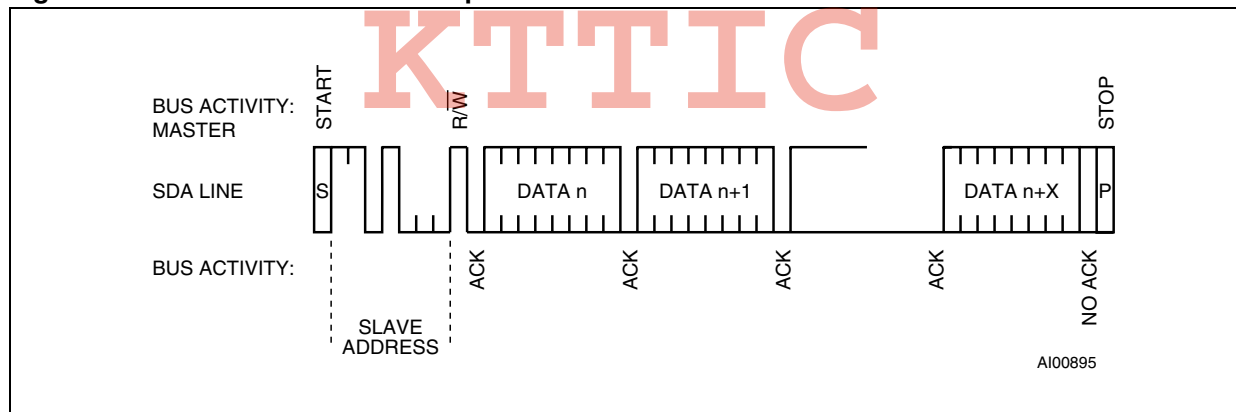 KTTIC
BUS ACTIVITY:
MASTER
START
R/W
STOP
SDA LINE
S
DATA n
DATA n+1
DATA n+X
P
BUS ACTIVITY:
ACK
ACK
ACK
ACK
NO ACK
SLAVE
ADDRESS
AI00895